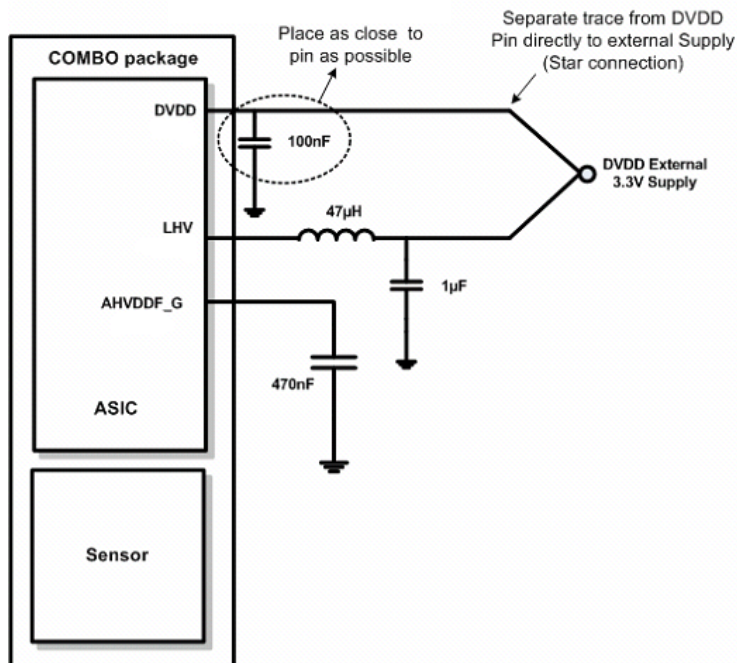 Place as close to
pin as possible
Separate trace from DVDD
Pin directly to external Supply
(Star connection)
COMBO package
DVDD
100nF
DVDD External
3.3V Supply
47µH
LHV
1µF
AHVDDF_G
470nF
ASIC
Sensor